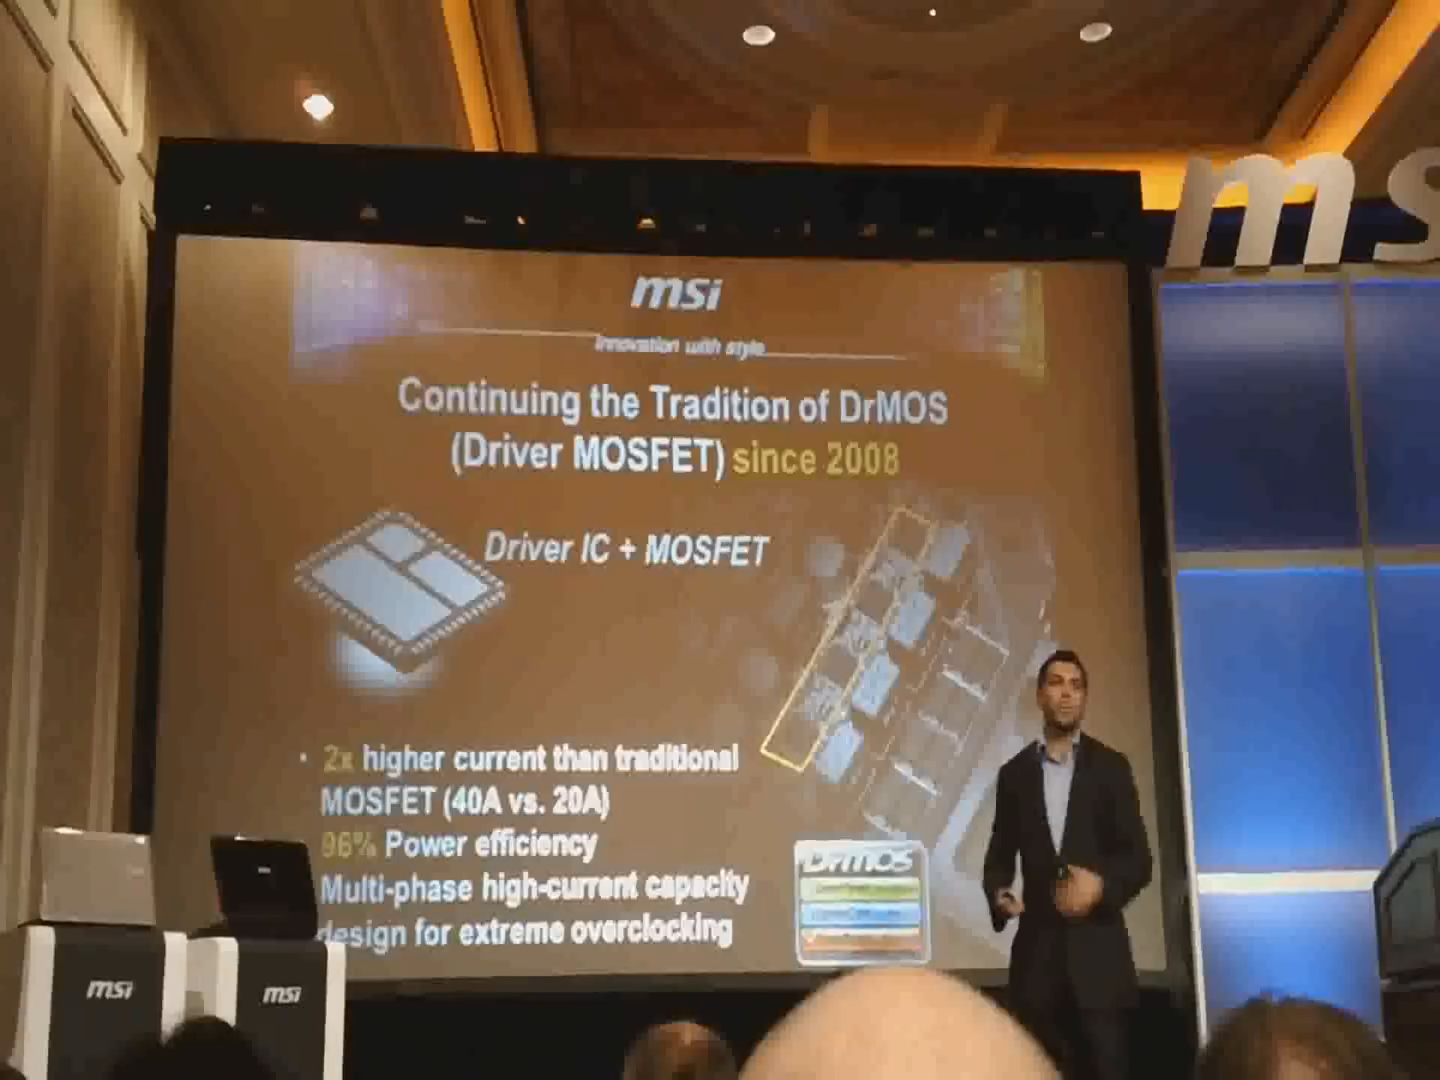 msi
innovation with style
Continuing the Tradition of DrMOS
(Driver MOSFET) since 2008
Driver IC + MOSFET
• 2x higher current than traditional
MOSFET (40A vs. 20A)
96% Power efficiency
Multi-phase high-current capacity
design for extreme overclocking
DrMOS
ms
msi
msi